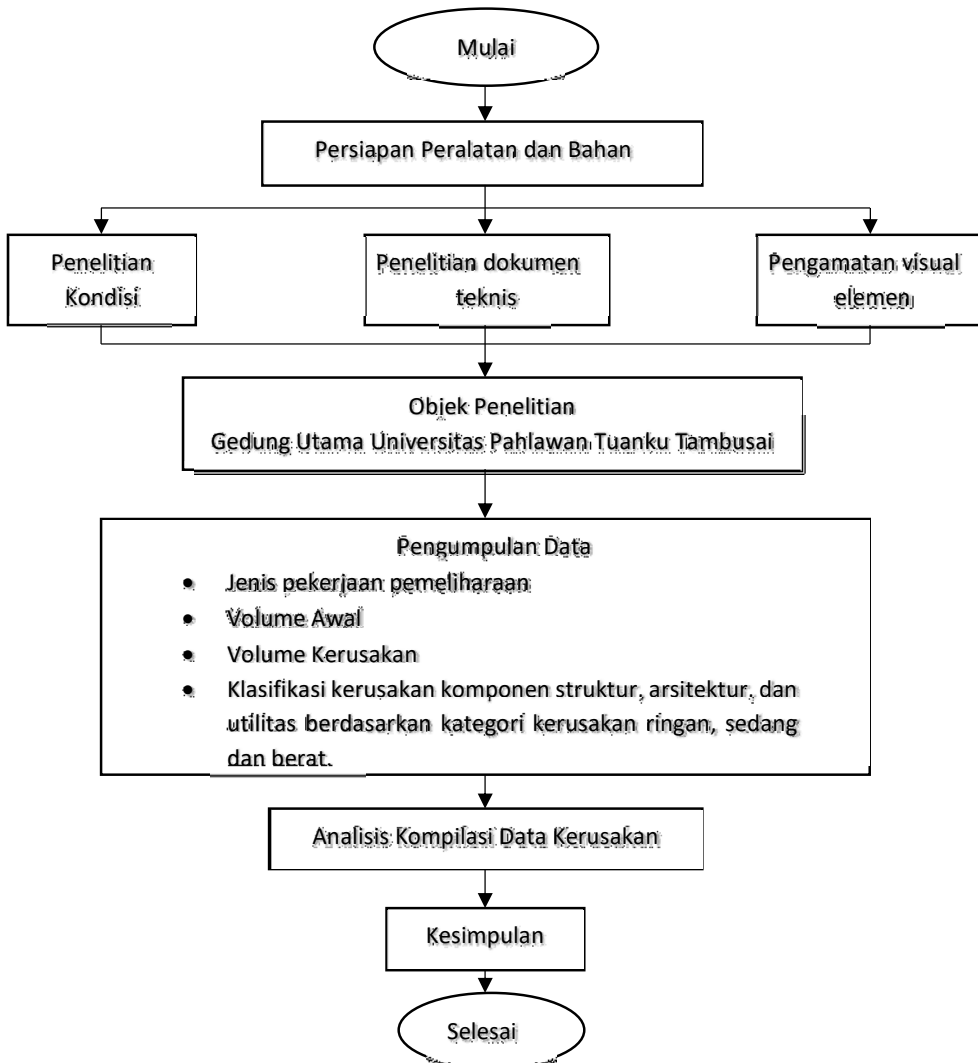 Mulai
Persiapan Peralatan dan Bahan
Penelitian
Kondisi
Penelitian dokumen
teknis
Pengamatan visual
elemen
Objek Penelitian
Gedung Utama Universitas Pahlawan Tuanku Tambusai
Pengumpulan Data
• Jenis pekerjaan pemeliharaan
• Volume Awal
• Volume Kerusakan
• Klasifikasi kerusakan komponen struktur, arsitektur, dan
utilitas berdasarkan kategori kerusakan ringan, sedang
dan berat.
Analisis Kompilasi Data Kerusakan
Kesimpulan
Selesai